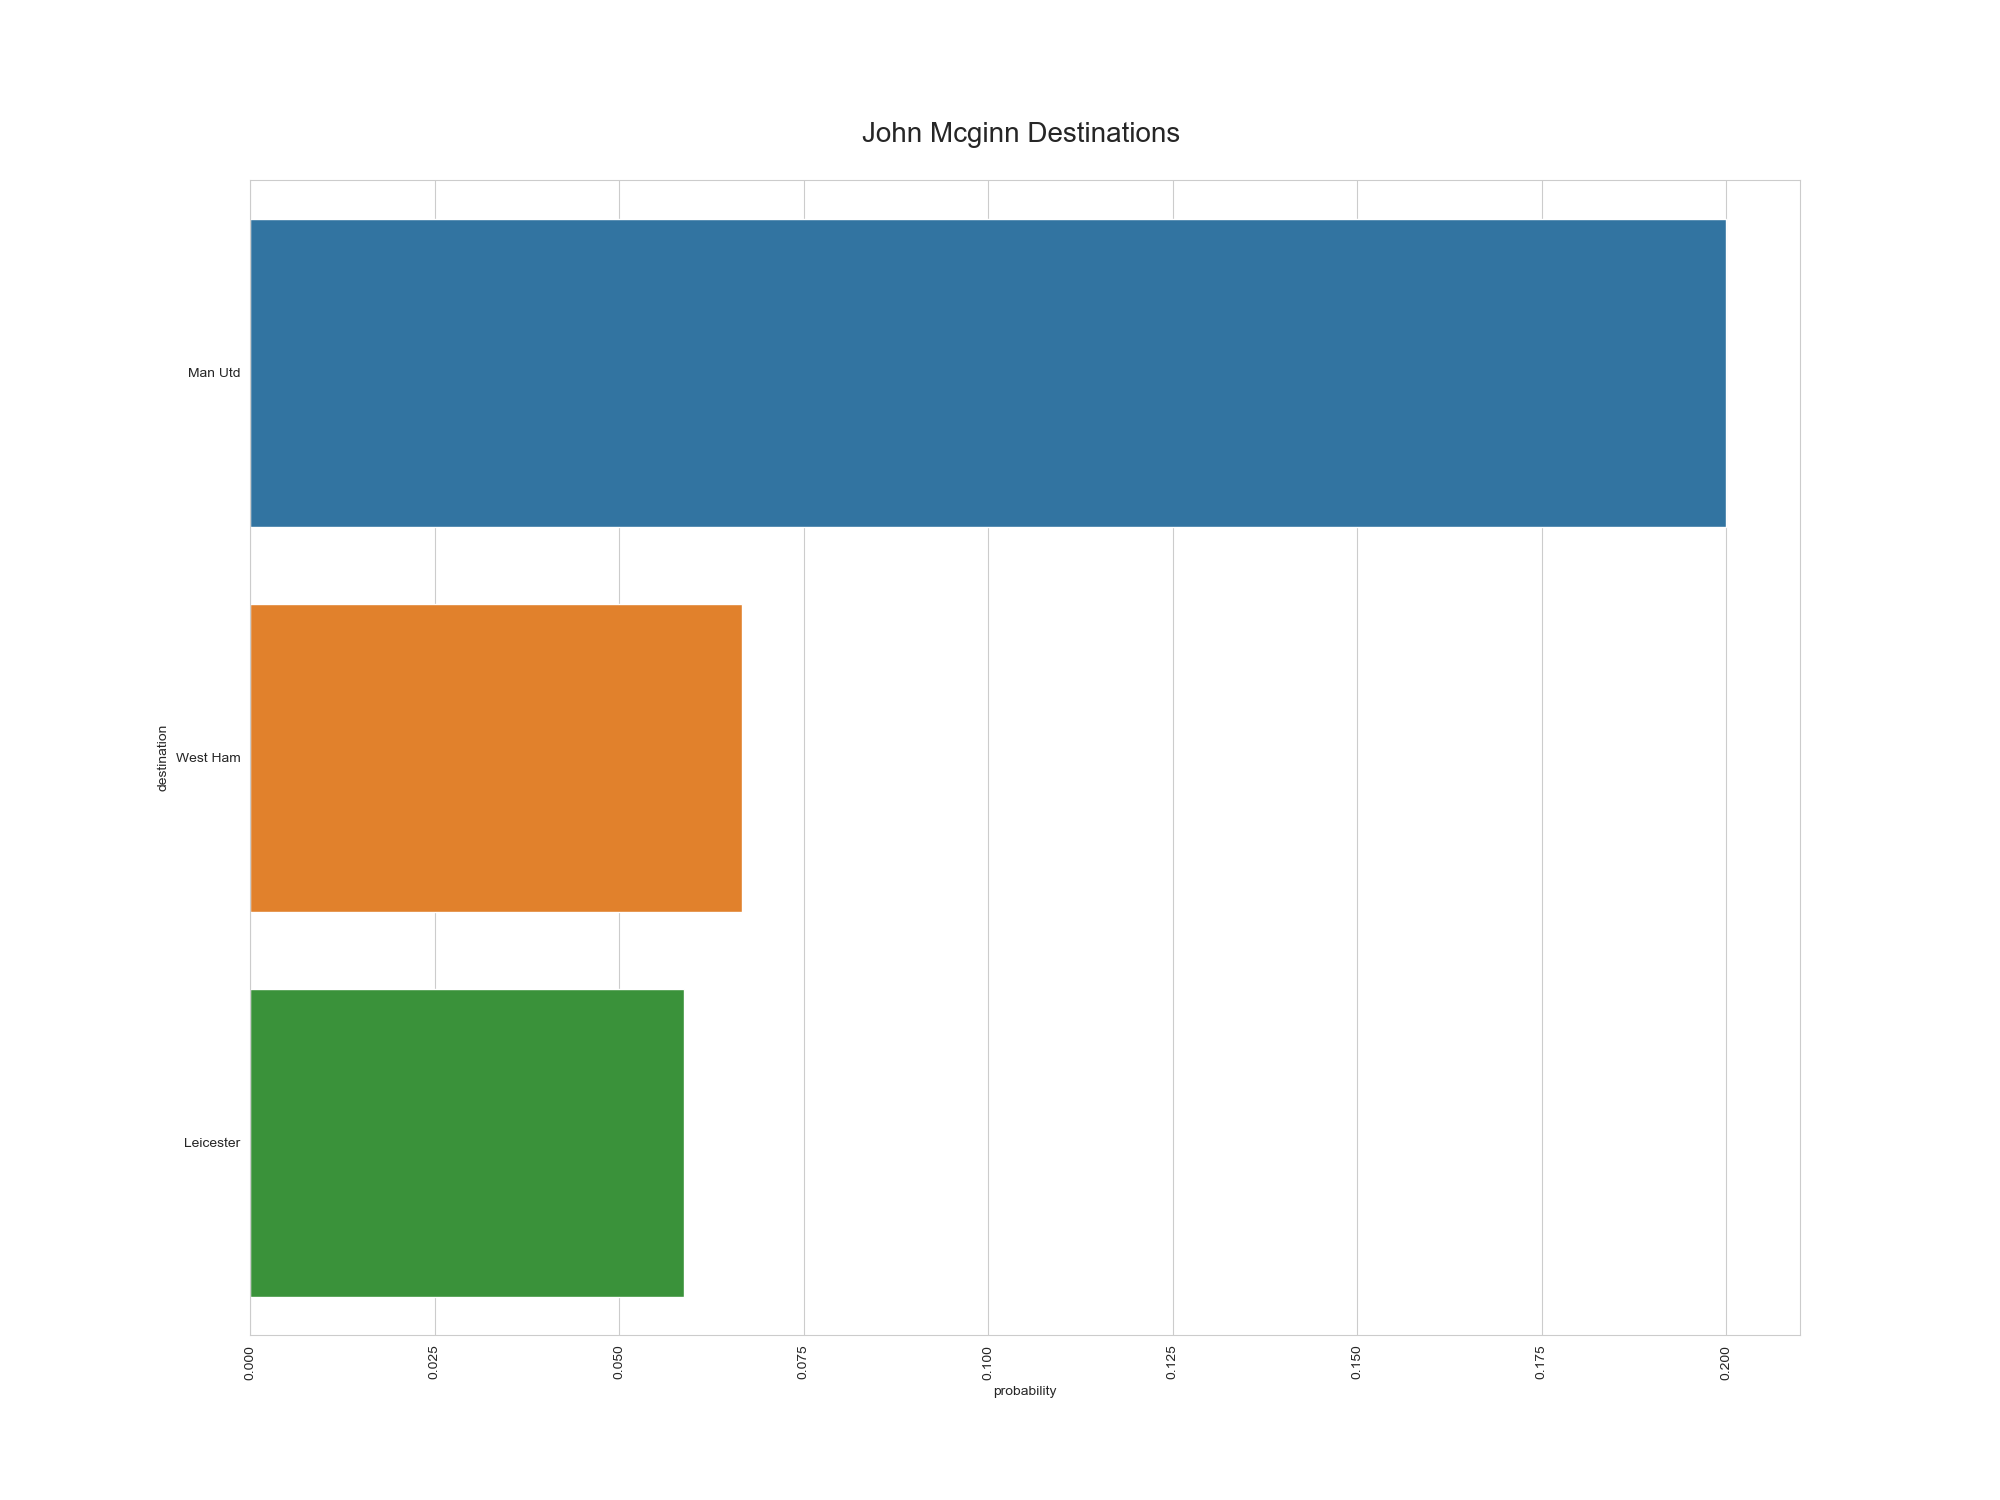 John Mcginn Destinations
Man Utd
West Ham
Leicester
destination
0.000
0.025
0.050
0.075
0.100
0.125
0.150
0.175
0.200
probability